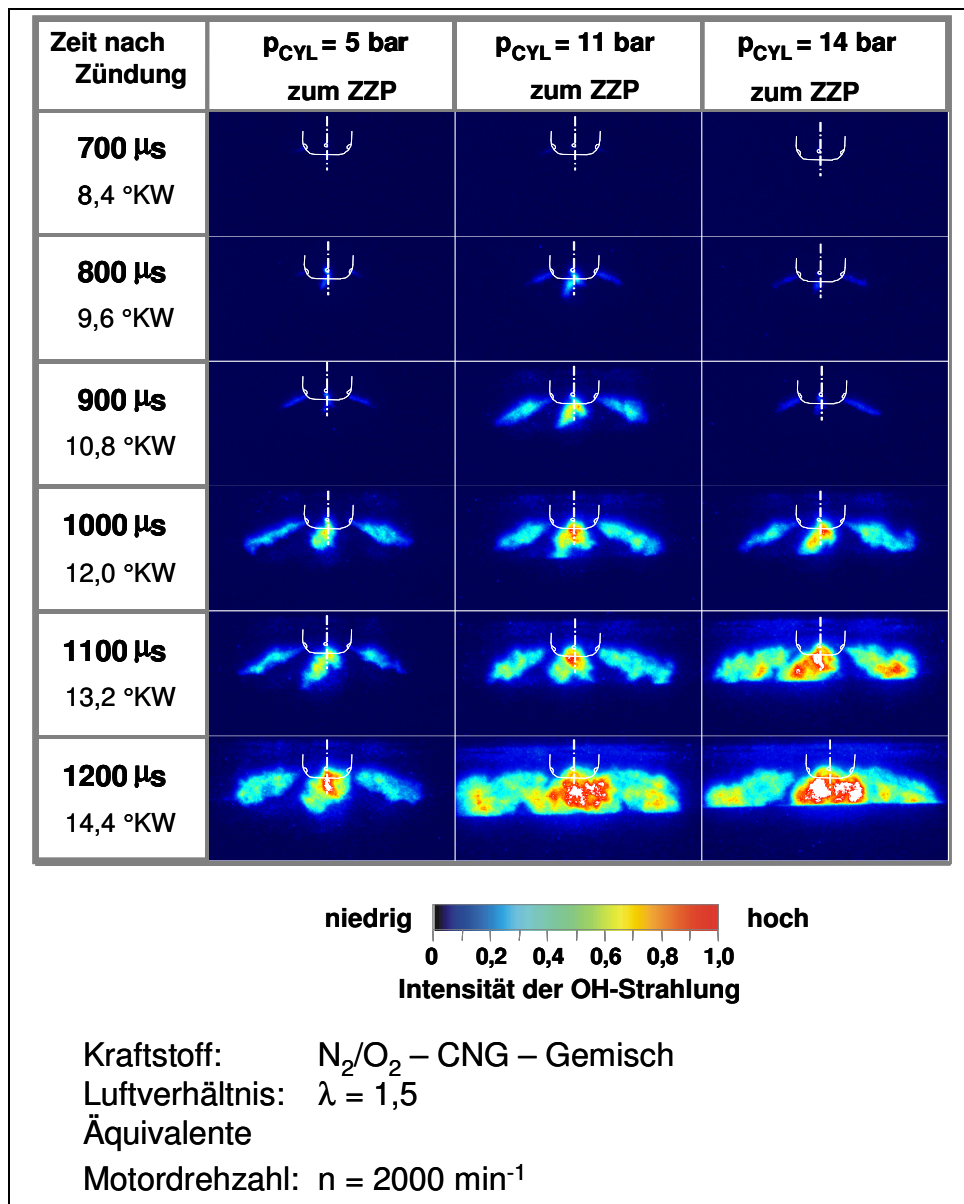 Zeit nach
Zündung
p_CYL = 5 bar
zum ZZP
p_CYL = 11 bar
zum ZZP
p_CYL = 14 bar
zum ZZP
700 µs
8,4 °KW
800 µs
9,6 °KW
900 µs
10,8 °KW
1000 µs
12,0 °KW
1100 µs
13,2 °KW
1200 µs
14,4 °KW
niedrig
hoch
0 0,2 0,4 0,6 0,8 1,0
Intensität der OH-Strahlung
Kraftstoff: N₂/O₂ – CNG – Gemisch
Luftverhältnis: λ = 1,5
Äquivalente
Motordrehzahl: n = 2000 min⁻¹